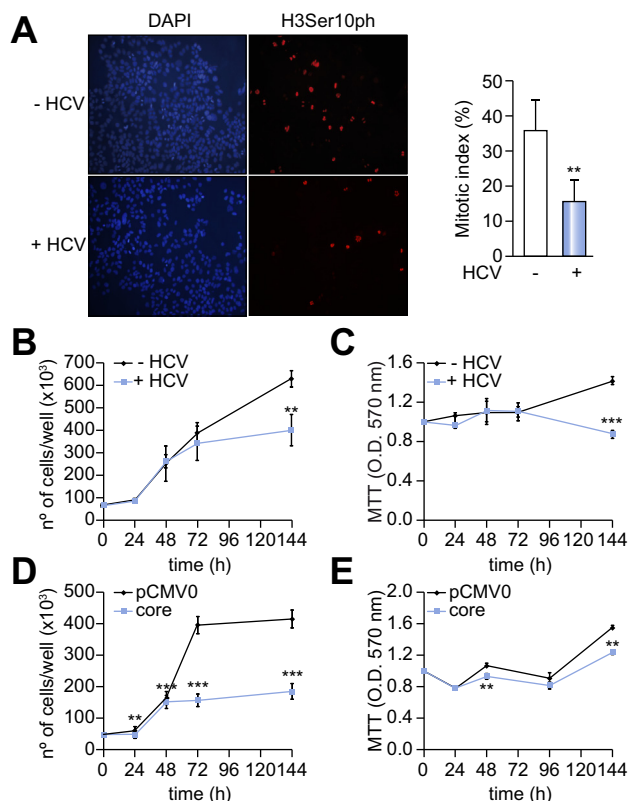 A
DAPI
H3Ser10ph
- HCV
+ HCV
Mitotic index (%)
50
40
30
20
10
0
HCV - +
**
B
- HCV
+ HCV
nº of cells/well (x10³)
700
600
500
400
300
200
100
0
**
0 24 48 72 96 120 144
time (h)
C
- HCV
+ HCV
MTT (O.D. 570 nm)
1.6
1.2
0.8
0.4
0.0
***
0 24 48 72 96 120 144
time (h)
D
pCMV0
core
nº of cells/well (x10³)
500
400
300
200
100
0
** *** *** ***
0 24 48 72 96 120 144
time (h)
E
pCMV0
core
MTT (O.D. 570 nm)
2.0
1.6
1.2
0.8
0.4
0.0
** **
0 24 48 72 96 120 144
time (h)